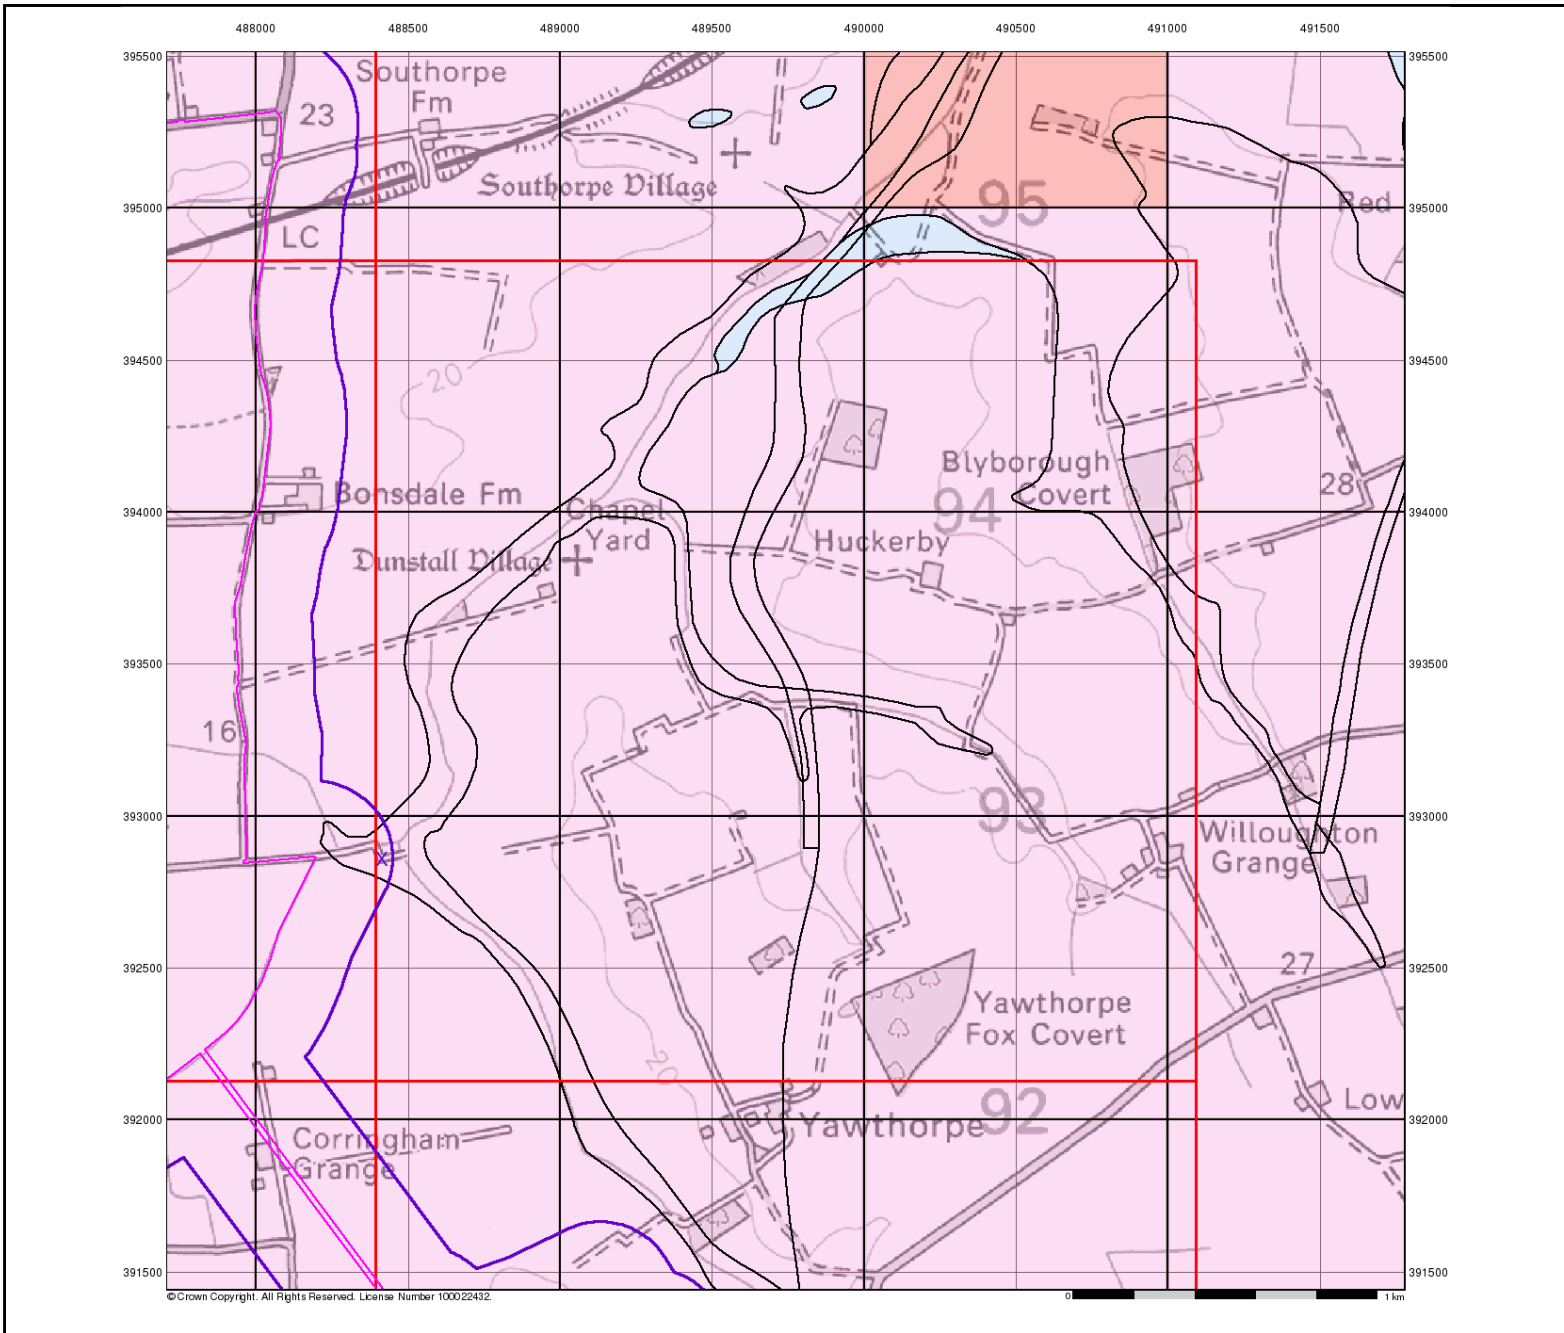 488000 488500 489000 489500 490000 490500 491000 491500
395500 395500
Southorpe
Fm
23
Southorpe Village
95
Red
395000 395000
LC
394500 394500
20
Blyborough
Covert
28
Bonsdale Fm
94
394000 394000
Chapel
Yard
Huckerby
Dunstall Village
393500 393500
16
93
393000 393000
Willoughton
Grange
X
392500 392500
27
Yawthorpe
Fox Covert
20
92
Low
392000 392000
Yawthorpe
Corringham
Grange
391500 391500
© Crown Copyright. All Rights Reserved. License Number 100022432.
0 1 km